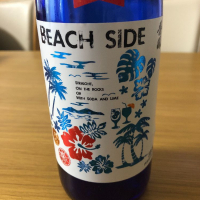 BEACH SIDE
STRAIGHT,
ON THE ROCKS
OR
WITH SODA AND LIME